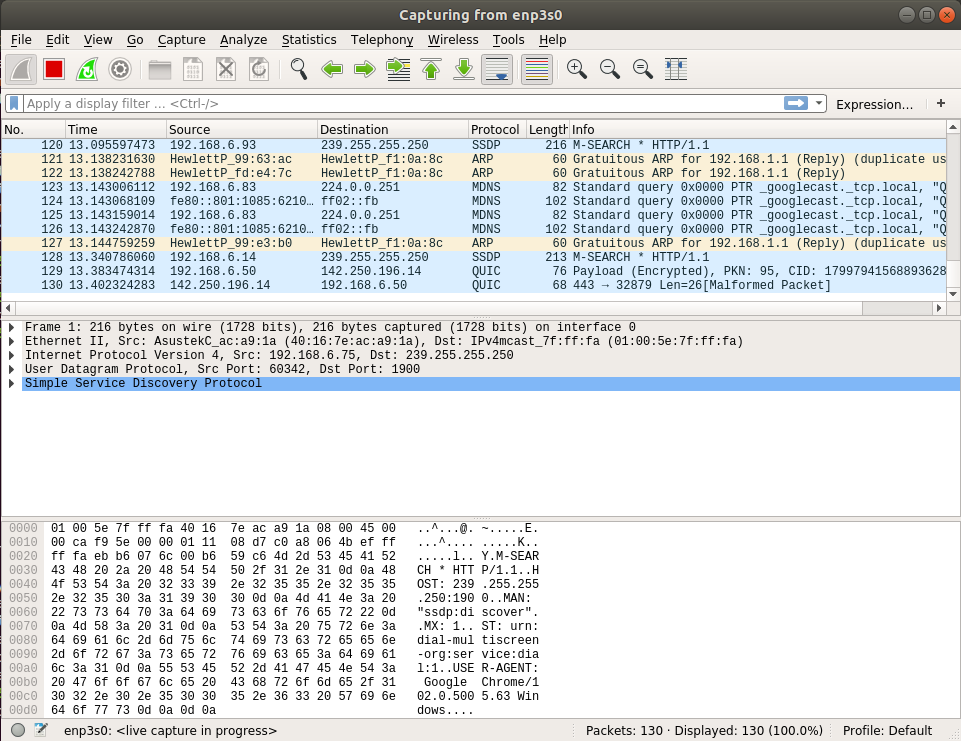 Capturing from enp3s0
File Edit View Go Capture Analyze Statistics Telephony Wireless Tools Help
Apply a display filter ... <Ctrl-/> Expression... +
No. Time Source Destination Protocol Length Info
120 13.095597473 192.168.6.93 239.255.255.250 SSDP 216 M-SEARCH * HTTP/1.1
121 13.138231630 HewlettP_99:63:ac HewlettP_f1:0a:8c ARP 60 Gratuitous ARP for 192.168.1.1 (Reply) (duplicate us
122 13.138242788 HewlettP_fd:e4:7c HewlettP_f1:0a:8c ARP 60 Gratuitous ARP for 192.168.1.1 (Reply)
123 13.143006112 192.168.6.83 224.0.0.251 MDNS 82 Standard query 0x0000 PTR _googlecast._tcp.local, "Q
124 13.143068109 fe80::801:1085:6210… ff02::fb MDNS 102 Standard query 0x0000 PTR _googlecast._tcp.local, "Q
125 13.143159014 192.168.6.83 224.0.0.251 MDNS 82 Standard query 0x0000 PTR _googlecast._tcp.local, "Q
126 13.143242870 fe80::801:1085:6210… ff02::fb MDNS 102 Standard query 0x0000 PTR _googlecast._tcp.local, "Q
127 13.144759259 HewlettP_99:e3:b0 HewlettP_f1:0a:8c ARP 60 Gratuitous ARP for 192.168.1.1 (Reply) (duplicate us
128 13.340786060 192.168.6.14 239.255.255.250 SSDP 213 M-SEARCH * HTTP/1.1
129 13.383474314 192.168.6.50 142.250.196.14 QUIC 76 Payload (Encrypted), PKN: 95, CID: 17997941568893628
130 13.402324283 142.250.196.14 192.168.6.50 QUIC 68 443 → 32879 Len=26[Malformed Packet]
Frame 1: 216 bytes on wire (1728 bits), 216 bytes captured (1728 bits) on interface 0
Ethernet II, Src: AsustekC_ac:a9:1a (40:16:7e:ac:a9:1a), Dst: IPv4mcast_7f:ff:fa (01:00:5e:7f:ff:fa)
Internet Protocol Version 4, Src: 192.168.6.75, Dst: 239.255.255.250
User Datagram Protocol, Src Port: 60342, Dst Port: 1900
Simple Service Discovery Protocol
0000 01 00 5e 7f ff fa 40 16 7e ac a9 1a 08 00 45 00 ..^...@. ~.....E.
0010 00 ca f9 5e 00 00 01 11 08 d7 c0 a8 06 4b ef ff ...^.... .....K..
0020 ff fa eb b6 07 6c 00 b6 59 c6 4d 2d 53 45 41 52 .....l.. Y.M-SEAR
0030 43 48 20 2a 20 48 54 54 50 2f 31 2e 31 0d 0a 48 CH * HTT P/1.1..H
0040 4f 53 54 3a 20 32 33 39 2e 32 35 35 2e 32 35 35 OST: 239 .255.255
0050 2e 32 35 30 3a 31 39 30 30 0d 0a 4d 41 4e 3a 20 .250:190 0..MAN:
0060 22 73 73 64 70 3a 64 69 73 63 6f 76 65 72 22 0d "ssdp:di scover".
0070 0a 4d 58 3a 20 31 0d 0a 53 54 3a 20 75 72 6e 3a .MX: 1.. ST: urn:
0080 64 69 61 6c 2d 6d 75 6c 74 69 73 63 72 65 65 6e dial-mul tiscreen
0090 2d 6f 72 67 3a 73 65 72 76 69 63 65 3a 64 69 61 -org:ser vice:dia
00a0 6c 3a 31 0d 0a 55 53 45 52 2d 41 47 45 4e 54 3a l:1..USE R-AGENT:
00b0 20 47 6f 6f 67 6c 65 20 43 68 72 6f 6d 65 2f 31 Google Chrome/1
00c0 30 32 2e 30 2e 35 30 30 35 2e 36 33 20 57 69 6e 02.0.500 5.63 Win
00d0 64 6f 77 73 0d 0a 0d 0a dows....
enp3s0: <live capture in progress> Packets: 130 · Displayed: 130 (100.0%) Profile: Default